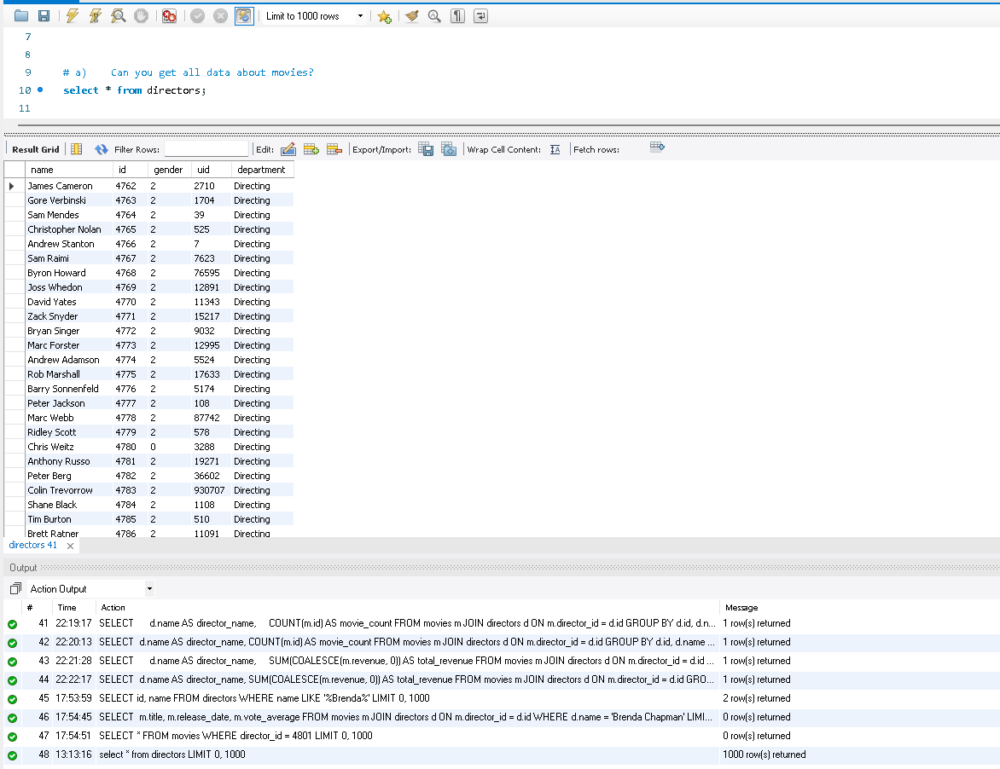 Limit to 1000 rows
7
8
9 # a) Can you get all data about movies?
10 select * from directors;
11
Result Grid Filter Rows: Edit: Export/Import: Wrap Cell Content: Fetch rows:
name id gender uid department
James Cameron 4762 2 2710 Directing
Gore Verbinski 4763 2 1704 Directing
Sam Mendes 4764 2 39 Directing
Christopher Nolan 4765 2 525 Directing
Andrew Stanton 4766 2 7 Directing
Sam Raimi 4767 2 7623 Directing
Byron Howard 4768 2 76595 Directing
Joss Whedon 4769 2 12891 Directing
David Yates 4770 2 11343 Directing
Zack Snyder 4771 2 15217 Directing
Bryan Singer 4772 2 9032 Directing
Marc Forster 4773 2 12995 Directing
Andrew Adamson 4774 2 5524 Directing
Rob Marshall 4775 2 17633 Directing
Barry Sonnenfeld 4776 2 5174 Directing
Peter Jackson 4777 2 108 Directing
Marc Webb 4778 2 87742 Directing
Ridley Scott 4779 2 578 Directing
Chris Weitz 4780 0 3288 Directing
Anthony Russo 4781 2 19271 Directing
Peter Berg 4782 2 36602 Directing
Colin Trevorrow 4783 2 930707 Directing
Shane Black 4784 2 1108 Directing
Tim Burton 4785 2 510 Directing
Brett Ratner 4786 2 11091 Directing
directors 41
Output
Action Output
# Time Action Message
41 22:19:17 SELECT d.name AS director_name, COUNT(m.id) AS movie_count FROM movies m JOIN directors d ON m.director_id = d.id GROUP BY d.id, d.n... 1 row(s) returned
42 22:20:13 SELECT d.name AS director_name, COUNT(m.id) AS movie_count FROM movies m JOIN directors d ON m.director_id = d.id GROUP BY d.id, d.name ... 1 row(s) returned
43 22:21:28 SELECT d.name AS director_name, SUM(COALESCE(m.revenue, 0)) AS total_revenue FROM movies m JOIN directors d ON m.director_id = d.id ... 1 row(s) returned
44 22:22:17 SELECT d.name AS director_name, SUM(COALESCE(m.revenue, 0)) AS total_revenue FROM movies m JOIN directors d ON m.director_id = d.id GRO... 1 row(s) returned
45 17:53:59 SELECT id, name FROM directors WHERE name LIKE '%Brenda%' LIMIT 0, 1000 2 row(s) returned
46 17:54:45 SELECT m.title, m.release_date, m.vote_average FROM movies m JOIN directors d ON m.director_id = d.id WHERE d.name = 'Brenda Chapman' LIMI... 0 row(s) returned
47 17:54:51 SELECT * FROM movies WHERE director_id = 4801 LIMIT 0, 1000 0 row(s) returned
48 13:13:16 select * from directors LIMIT 0, 1000 1000 row(s) returned